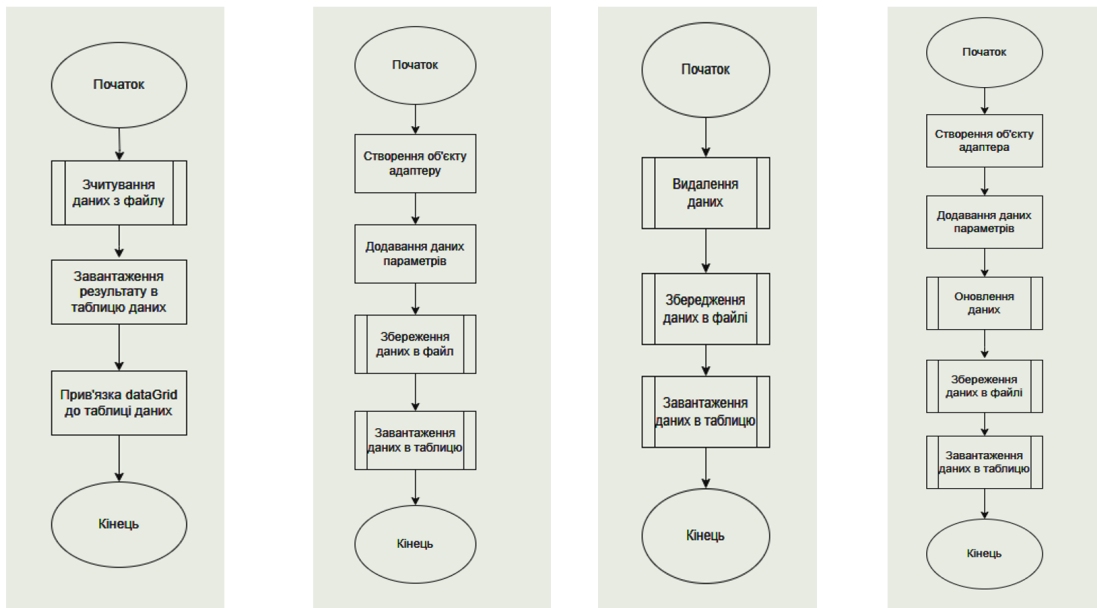 Початок
Зчитування
даних з файлу
Завантаження
результату в
таблицю даних
Прив'язка dataGrid
до таблиці даних
Кінець
Початок
Створення об'єкту
адаптеру
Додавання даних
параметрів
Збереження
даних в файл
Завантаження
даних в таблицю
Кінець
Початок
Видалення
даних
Збередження
даних в файлі
Завантаження
даних в таблицю
Кінець
Початок
Створення об'єкту
адаптера
Додавання даних
параметрів
Оновлення
даних
Збереження
даних в файлі
Завантаження
даних в таблицю
Кінець